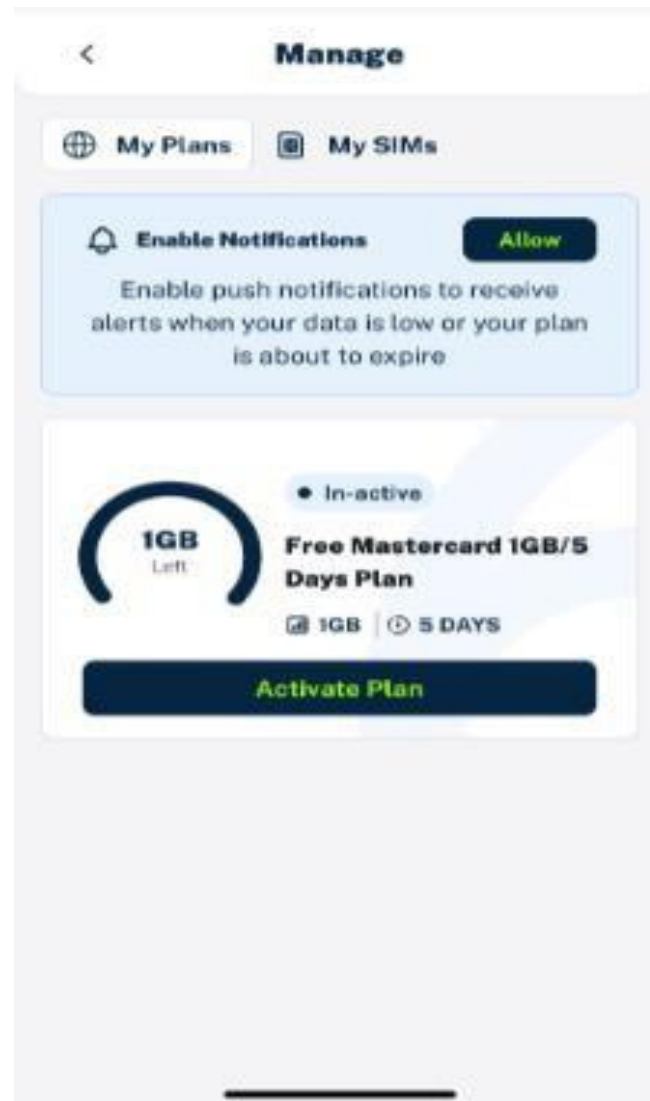 Manage
My Plans
My SIMs
Enable Notifications
Allow
Enable push notifications to receive
alerts when your data is low or your plan
is about to expire
In-active
1GB
Left
Free Mastercard 1GB/5
Days Plan
1GB
5 DAYS
Activate Plan